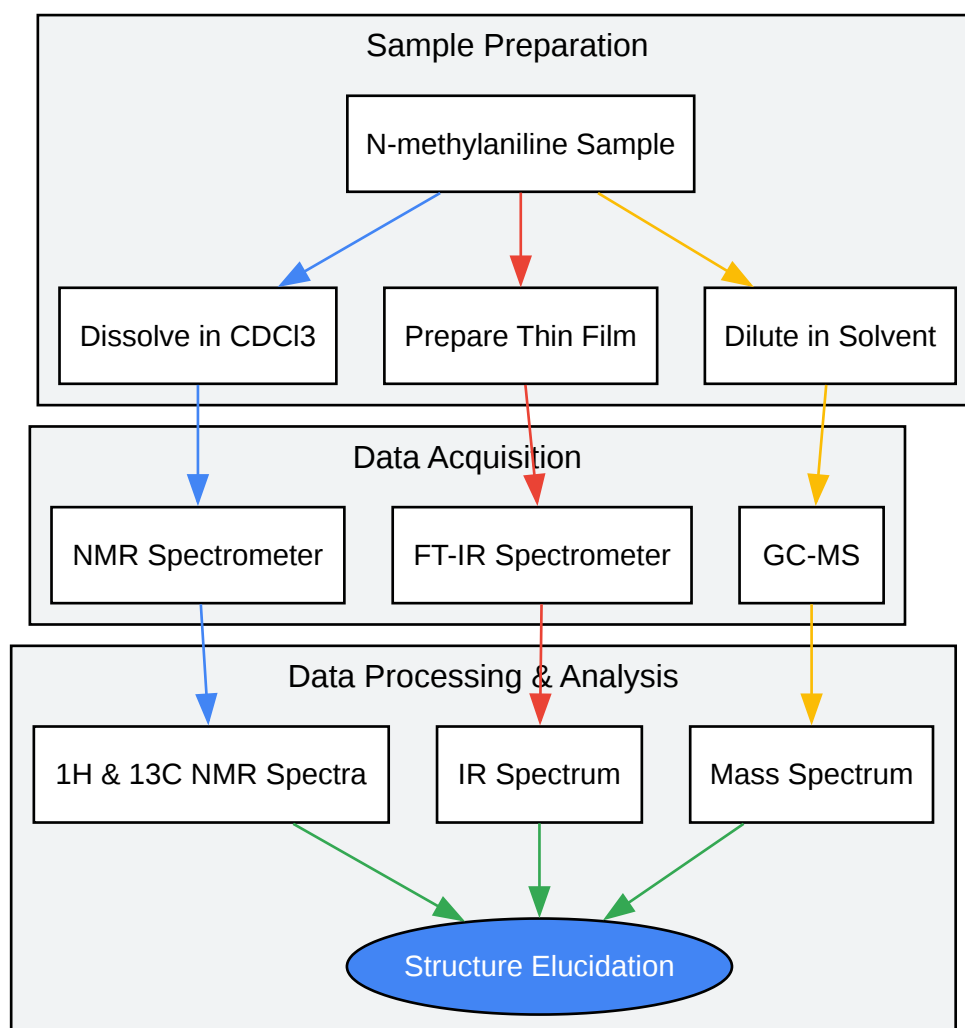 Sample Preparation
N-methylaniline Sample
Dissolve in CDCl3
Prepare Thin Film
Dilute in Solvent
Data Acquisition
NMR Spectrometer
FT-IR Spectrometer
GC-MS
Data Processing & Analysis
1H & 13C NMR Spectra
IR Spectrum
Mass Spectrum
Structure Elucidation